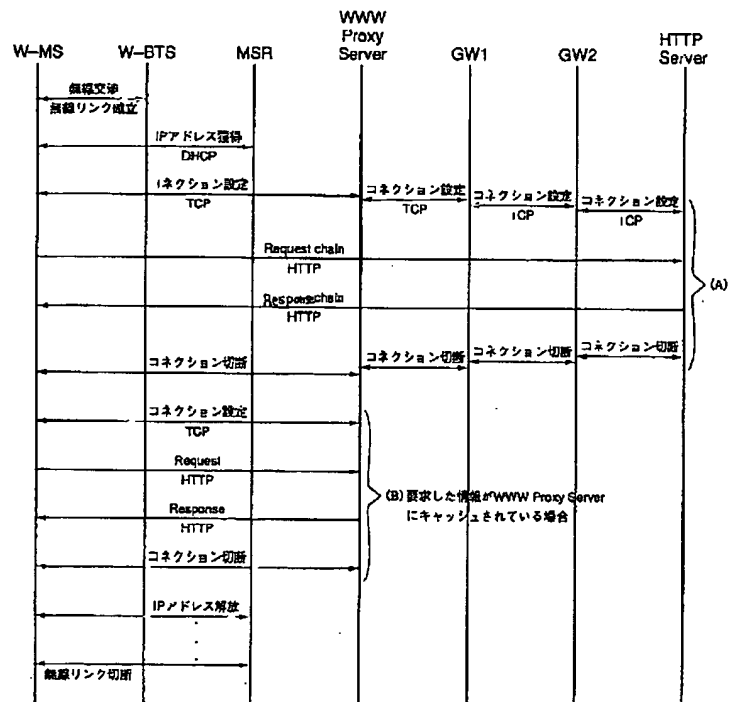 WWW
Proxy
Server
W-MS
W-BTS
MSR
GW1
GW2
HTTP
Server
無線交渉
無線リンク確立
IPアドレス獲得
DHCP
コネクション設定
TCP
コネクション設定
TCP
コネクション設定
TCP
コネクション設定
TCP
Request chain
HTTP
Response chain
HTTP
(A)
コネクション切断
コネクション切断
コネクション切断
コネクション切断
コネクション設定
TCP
Request
HTTP
(B) 要求した情報がWWW Proxy Server
にキャッシュされている場合
Response
HTTP
コネクション切断
IPアドレス解放
無線リンク切断